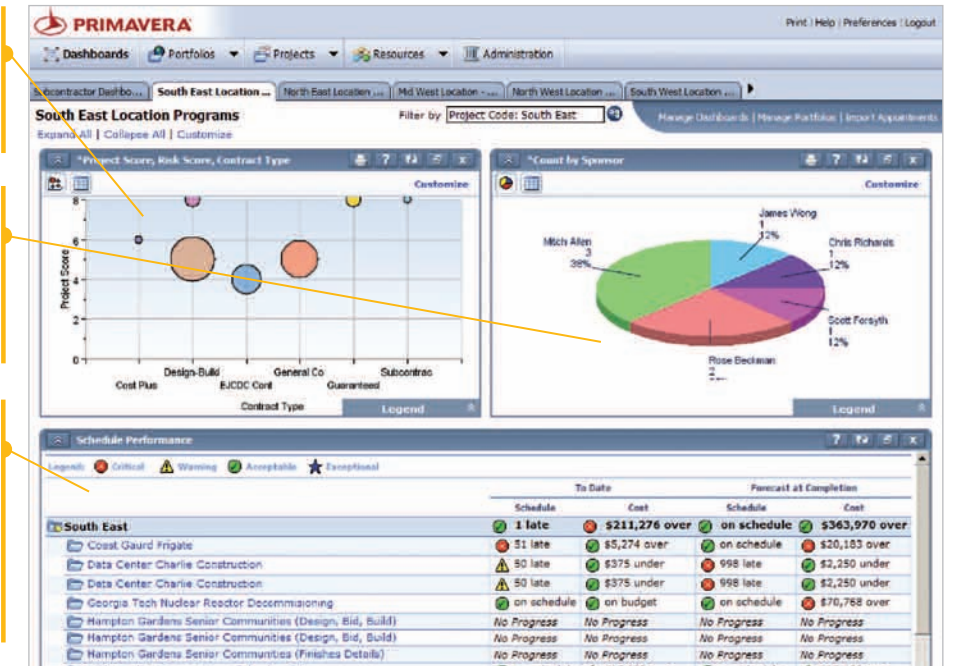 PRIMAVERA
Print | Help | Preferences | Logout
Dashboards Portfolios Projects Resources Administration
Subcontractor Dashbo... South East Location ... North East Location ... Mid West Location - ... North West Location ... South West Location ...
South East Location Programs
Filter by Project Code: South East
Manage Dashboards | Manage Portfolios | Import Appointments
Expand All | Collapse All | Customize
*Project Score, Risk Score, Contract Type
Customize
8
6
4
2
0
Project Score
Design-Build General Co Subcontrac
Cost Plus EJCDC Cont Guaranteed
Contract Type
Legend
*Count by Sponsor
Customize
James Wong
1
12%
Mitch Allen
3
38%
Chris Richards
1
12%
Scott Forsyth
1
12%
Rose Beckman
2
Legend
Schedule Performance
Legend: Critical Warning Acceptable Exceptional
To Date Forecast at Completion
Schedule Cost Schedule Cost
South East 1 late $211,276 over on schedule $363,970 over
Coast Gaurd Frigate 51 late $5,274 over on schedule $20,183 over
Data Center Charlie Construction 50 late $375 under 998 late $2,250 under
Data Center Charlie Construction 50 late $375 under 998 late $2,250 under
Georgia Tech Nuclear Reactor Decommisioning on schedule on budget on schedule $70,768 over
Hampton Gardens Senior Communities (Design, Bid, Build) No Progress No Progress No Progress No Progress
Hampton Gardens Senior Communities (Design, Bid, Build) No Progress No Progress No Progress No Progress
Hampton Gardens Senior Communities (Finishes Details) No Progress No Progress No Progress No Progress